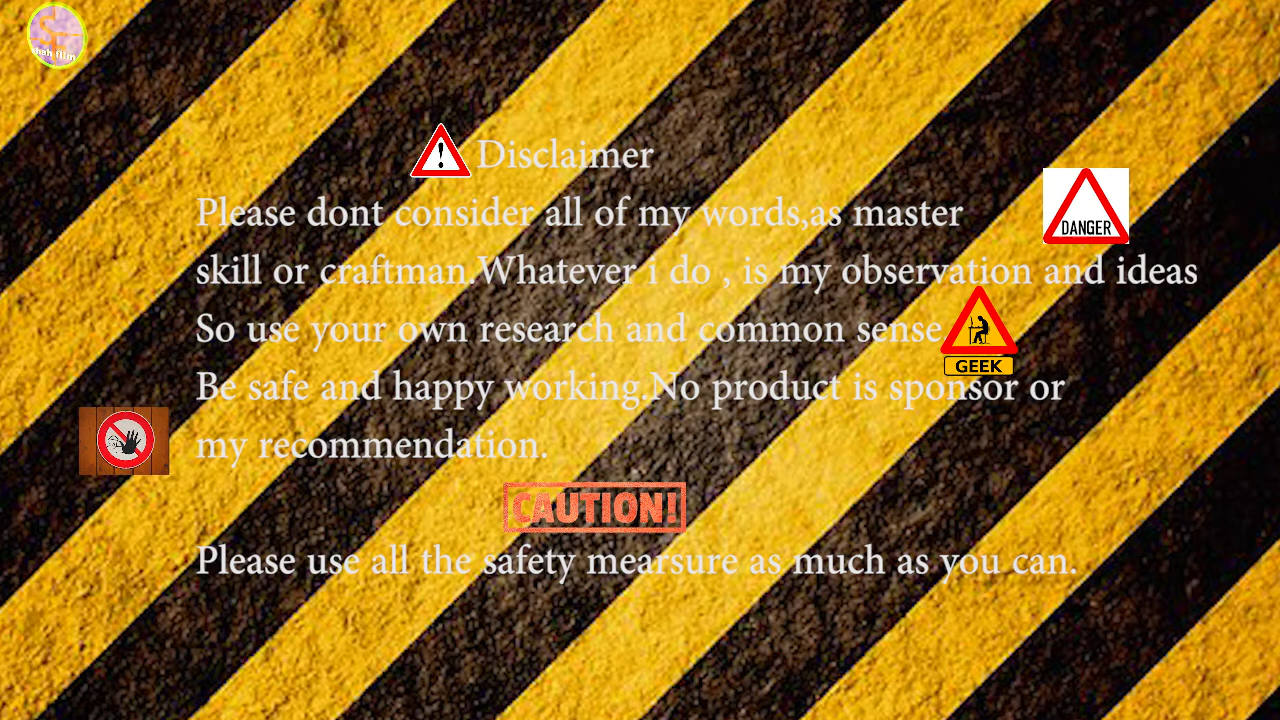 shah film
Disclaimer
Please dont consider all of my words,as master
DANGER
skill or craftman.Whatever i do , is my observation and ideas
So use your own research and common sense
GEEK
Be safe and happy working.No product is sponsor or
my recommendation.
CAUTION!
Please use all the safety mearsure as much as you can.